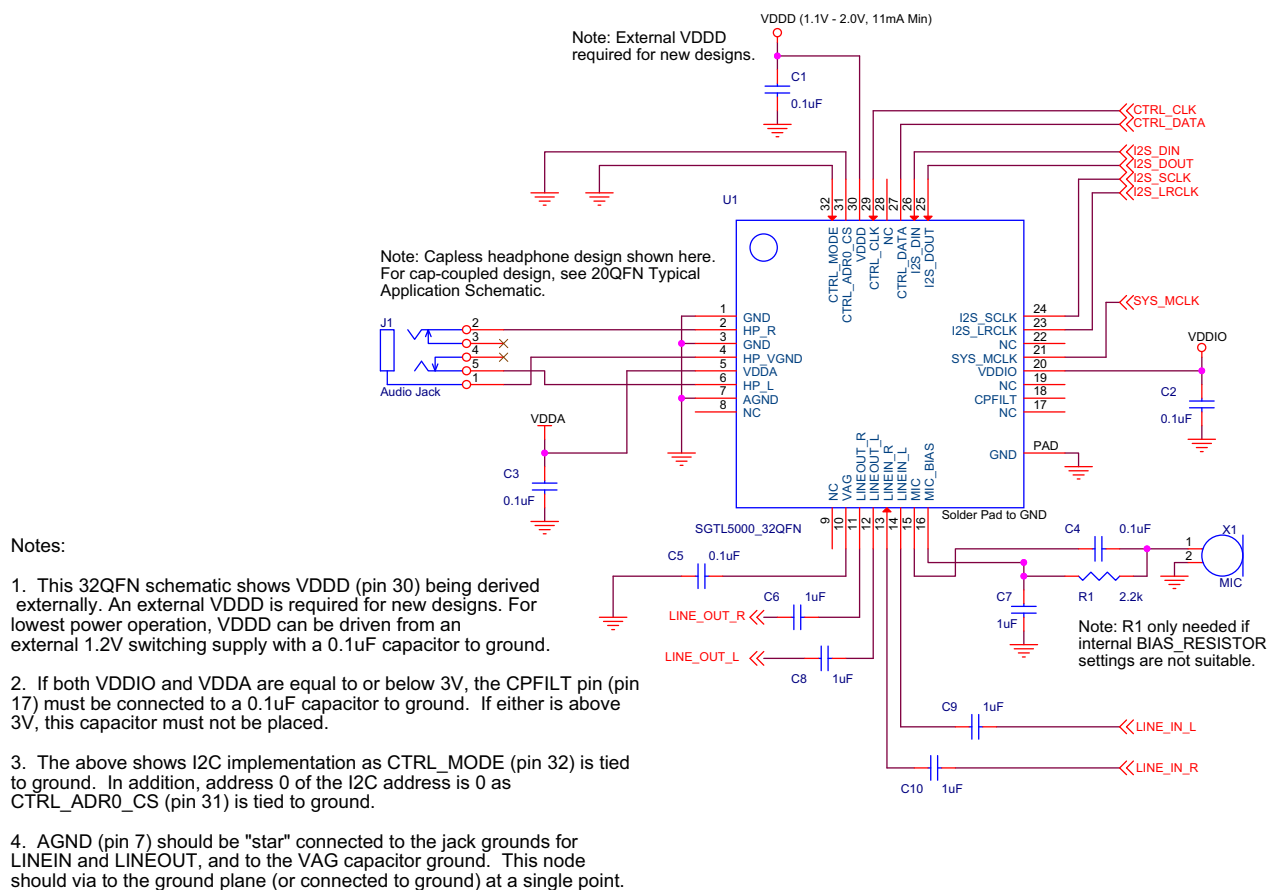 VDDD (1.1V - 2.0V, 11mA Min)
Note: External VDDD
required for new designs.
C1
0.1uF
CTRL_CLK
CTRL_DATA
I2S_DIN
I2S_DOUT
I2S_SCLK
I2S_LRCLK
U1
32
31
30
29
28
27
26
25
CTRL_MODE
CTRL_ADR0_CS
VDDD
CTRL_CLK
NC
CTRL_DATA
I2S_DIN
I2S_DOUT
Note: Capless headphone design shown here.
For cap-coupled design, see 20QFN Typical
Application Schematic.
J1
2
3
4
5
1
Audio Jack
1
2
3
4
5
6
7
8
GND
HP_R
GND
HP_VGND
VDDA
HP_L
AGND
NC
I2S_SCLK
I2S_LRCLK
NC
SYS_MCLK
VDDIO
NC
CPFILT
NC
24
23
22
21
20
19
18
17
SYS_MCLK
VDDIO
C2
0.1uF
GND
PAD
VDDA
C3
0.1uF
NC
VAG
LINEOUT_R
LINEOUT_L
LINEIN_R
LINEIN_L
MIC
MIC_BIAS
9
10
11
12
13
14
15
16
SGTL5000_32QFN
Solder Pad to GND
C4
0.1uF
X1
1
2
MIC
C5
0.1uF
C6
1uF
LINE_OUT_R
LINE_OUT_L
C8
1uF
C7
1uF
R1
2.2k
Note: R1 only needed if
internal BIAS_RESISTOR
settings are not suitable.
C9
1uF
LINE_IN_L
C10
1uF
LINE_IN_R
Notes:
1. This 32QFN schematic shows VDDD (pin 30) being derived
externally. An external VDDD is required for new designs. For
lowest power operation, VDDD can be driven from an
external 1.2V switching supply with a 0.1uF capacitor to ground.
2. If both VDDIO and VDDA are equal to or below 3V, the CPFILT pin (pin
17) must be connected to a 0.1uF capacitor to ground. If either is above
3V, this capacitor must not be placed.
3. The above shows I2C implementation as CTRL_MODE (pin 32) is tied
to ground. In addition, address 0 of the I2C address is 0 as
CTRL_ADR0_CS (pin 31) is tied to ground.
4. AGND (pin 7) should be "star" connected to the jack grounds for
LINEIN and LINEOUT, and to the VAG capacitor ground. This node
should via to the ground plane (or connected to ground) at a single point.